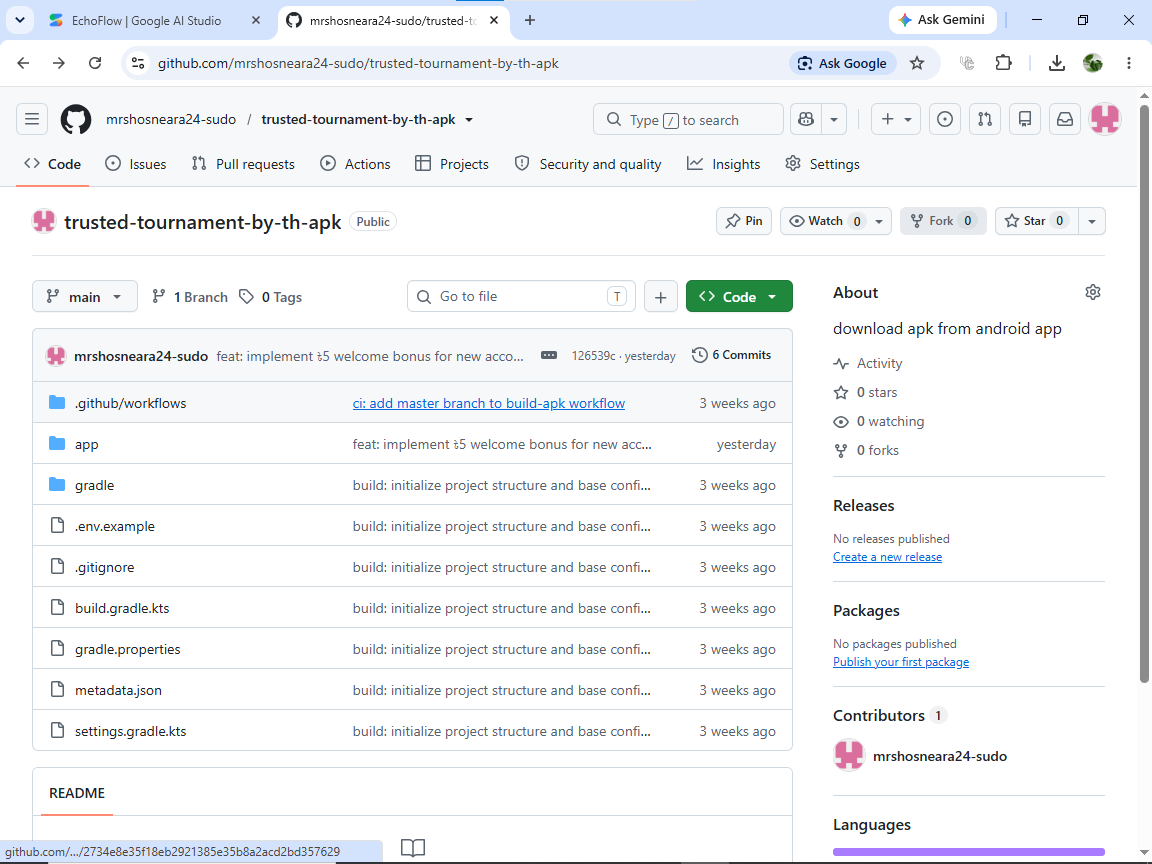 EchoFlow | Google AI Studio
mrshosneara24-sudo/trusted-to
Ask Gemini
github.com/mrshosneara24-sudo/trusted-tournament-by-th-apk
Ask Google
mrshosneara24-sudo / trusted-tournament-by-th-apk
Type / to search
Code Issues Pull requests Actions Projects Security and quality Insights Settings
trusted-tournament-by-th-apk Public
Pin Watch 0 Fork 0 Star 0
main 1 Branch 0 Tags
Go to file T
Code
mrshosneara24-sudo feat: implement ৳5 welcome bonus for new acco... 126539c · yesterday 6 Commits
.github/workflows ci: add master branch to build-apk workflow 3 weeks ago
app feat: implement ৳5 welcome bonus for new acc... yesterday
gradle build: initialize project structure and base confi... 3 weeks ago
.env.example build: initialize project structure and base confi... 3 weeks ago
.gitignore build: initialize project structure and base confi... 3 weeks ago
build.gradle.kts build: initialize project structure and base confi... 3 weeks ago
gradle.properties build: initialize project structure and base confi... 3 weeks ago
metadata.json build: initialize project structure and base confi... 3 weeks ago
settings.gradle.kts build: initialize project structure and base confi... 3 weeks ago
README
About
download apk from android app
Activity
0 stars
0 watching
0 forks
Releases
No releases published
Create a new release
Packages
No packages published
Publish your first package
Contributors 1
mrshosneara24-sudo
Languages
github.com/.../2734e8e35f18eb2921385e35b8a2acd2bd357629